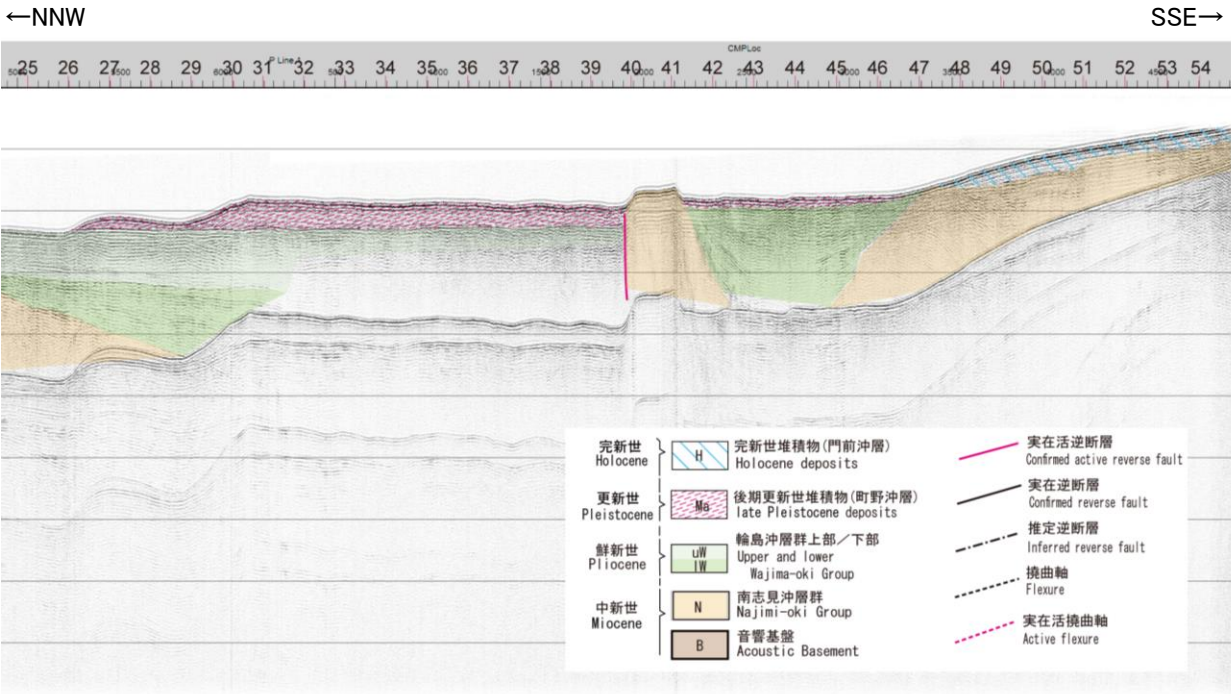 ←NNW
SSE→
CMPLoc
P Line
25 26 27 28 29 30 31 32 33 34 35 36 37 38 39 40 41 42 43 44 45 46 47 48 49 50 51 52 53 54
完新世
Holocene
H
完新世堆積物(門前沖層)
Holocene deposits
更新世
Pleistocene
Ma
後期更新世堆積物(町野沖層)
late Pleistocene deposits
鮮新世
Pliocene
uW
lW
輪島沖層群上部／下部
Upper and lower
Wajima-oki Group
中新世
Miocene
N
南志見沖層群
Najimi-oki Group
B
音響基盤
Acoustic Basement
実在活逆断層
Confirmed active reverse fault
実在逆断層
Confirmed reverse fault
推定逆断層
Inferred reverse fault
撓曲軸
Flexure
実在活撓曲軸
Active flexure